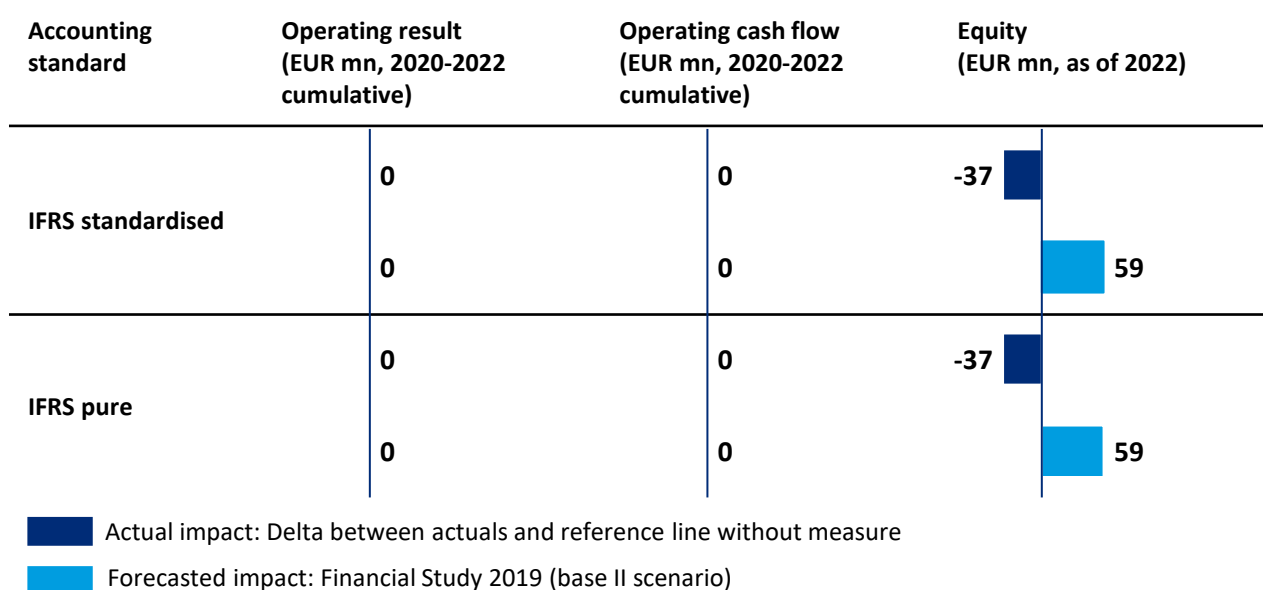 Accounting
standard
Operating result
(EUR mn, 2020-2022
cumulative)
Operating cash flow
(EUR mn, 2020-2022
cumulative)
Equity
(EUR mn, as of 2022)
IFRS standardised
0
0
-37
0
0
59
IFRS pure
0
0
-37
0
0
59
Actual impact: Delta between actuals and reference line without measure
Forecasted impact: Financial Study 2019 (base II scenario)